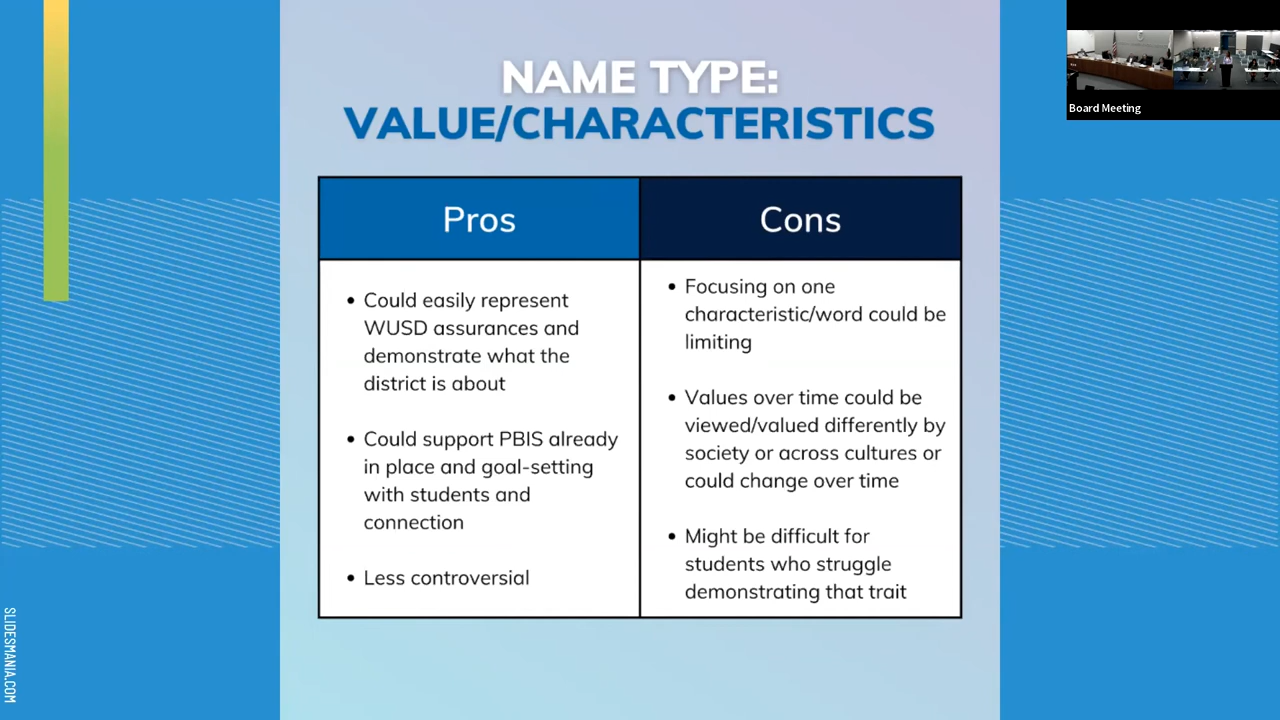 NAME TYPE:
VALUE/CHARACTERISTICS
Pros
Cons
• Could easily represent
WUSD assurances and
demonstrate what the
district is about
• Could support PBIS already
in place and goal-setting
with students and
connection
• Less controversial
• Focusing on one
characteristic/word could be
limiting
• Values over time could be
viewed/valued differently by
society or across cultures or
could change over time
• Might be difficult for
students who struggle
demonstrating that trait
Board Meeting
SLIDESMANIA.COM